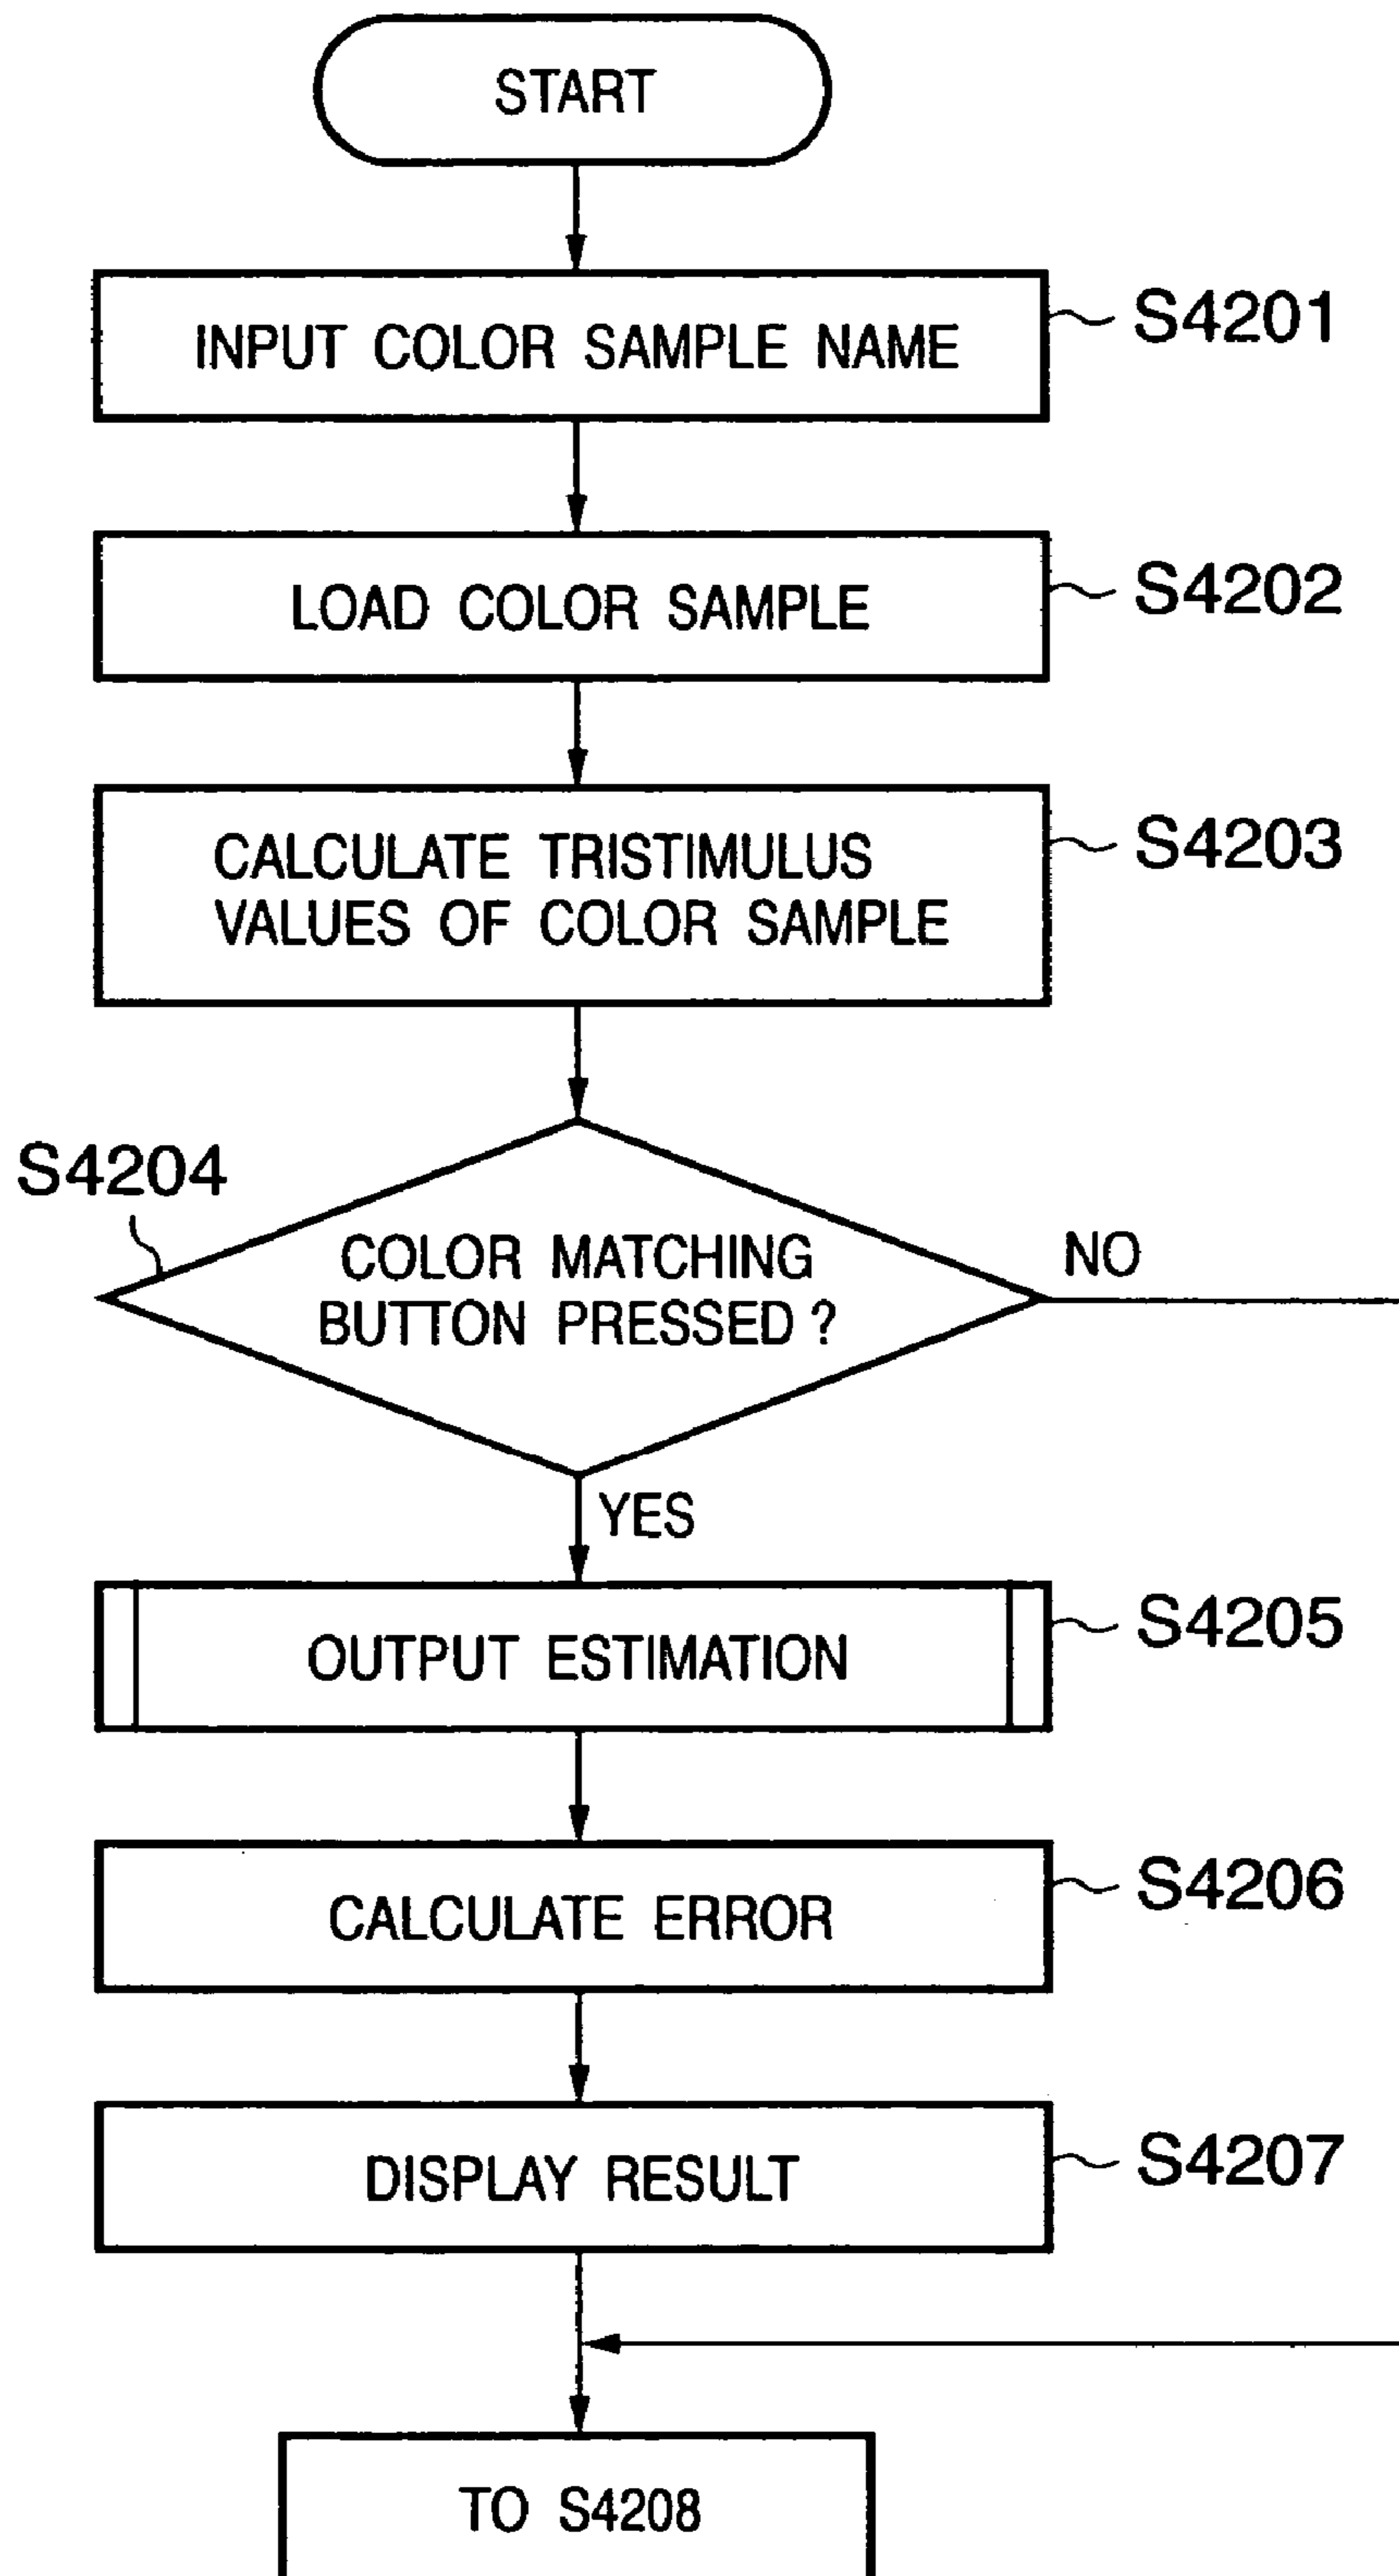 START
INPUT COLOR SAMPLE NAME
S4201
LOAD COLOR SAMPLE
S4202
CALCULATE TRISTIMULUS
VALUES OF COLOR SAMPLE
S4203
S4204
COLOR MATCHING
BUTTON PRESSED ?
NO
YES
OUTPUT ESTIMATION
S4205
CALCULATE ERROR
S4206
DISPLAY RESULT
S4207
TO S4208